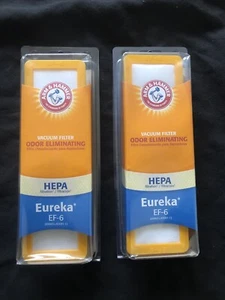 ARM & HAMMER
VACUUM FILTER
ODOR ELIMINATING
HEPA
Eureka®
EF-6
ARM & HAMMER
VACUUM FILTER
ODOR ELIMINATING
HEPA
Eureka®
EF-6